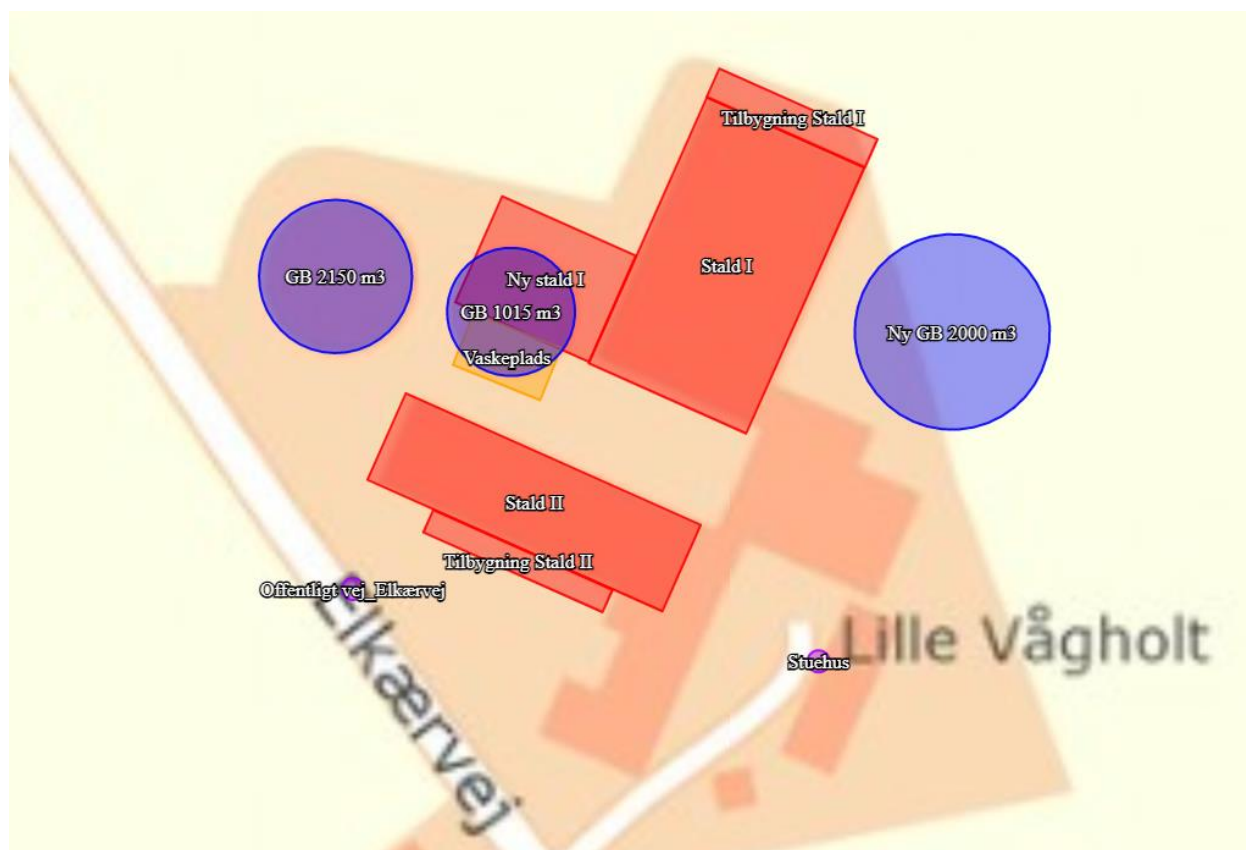 Tilbygning Stald I
Stald I
GB 2150 m3
Ny stald I
GB 1015 m3
Ny GB 2000 m3
Vaskeplads
Stald II
Tilbygning Stald II
Offentligt vej_Elkærvej
Elkærvej
Lille Vågholt
Stuehus